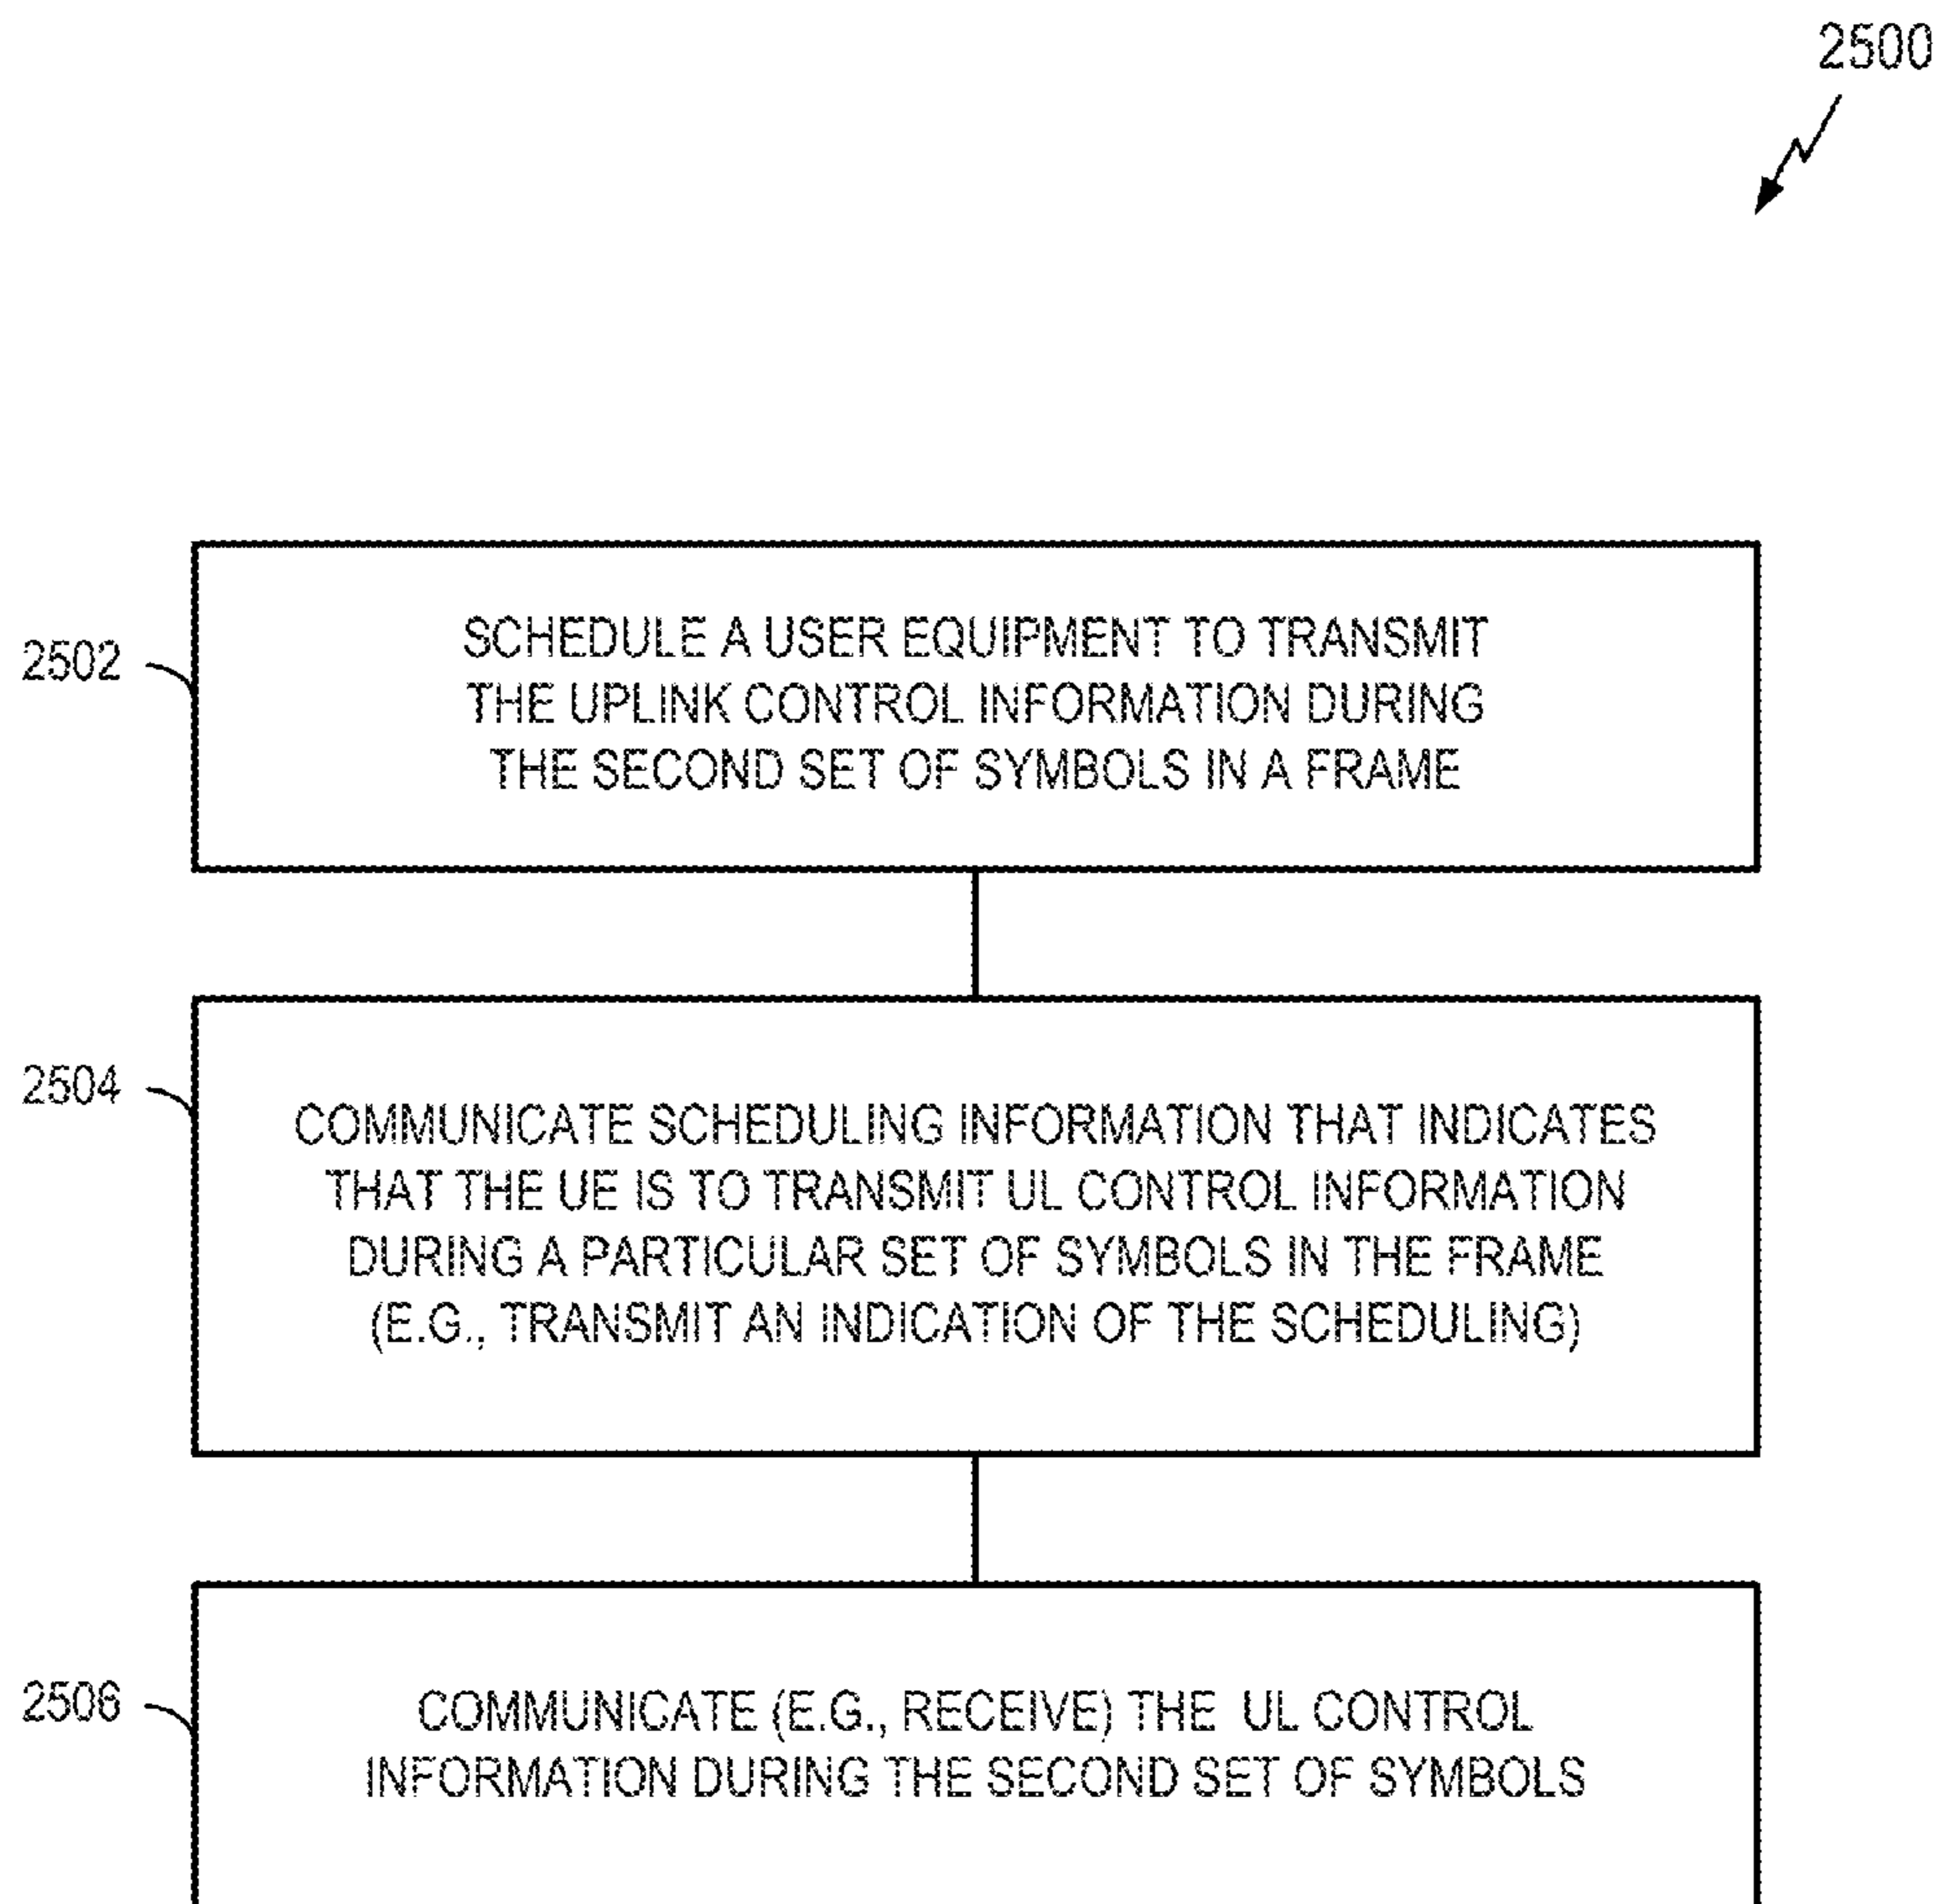 2500
2502
SCHEDULE A USER EQUIPMENT TO TRANSMIT
THE UPLINK CONTROL INFORMATION DURING
THE SECOND SET OF SYMBOLS IN A FRAME
2504
COMMUNICATE SCHEDULING INFORMATION THAT INDICATES
THAT THE UE IS TO TRANSMIT UL CONTROL INFORMATION
DURING A PARTICULAR SET OF SYMBOLS IN THE FRAME
(E.G., TRANSMIT AN INDICATION OF THE SCHEDULING)
2506
COMMUNICATE (E.G., RECEIVE) THE UL CONTROL
INFORMATION DURING THE SECOND SET OF SYMBOLS